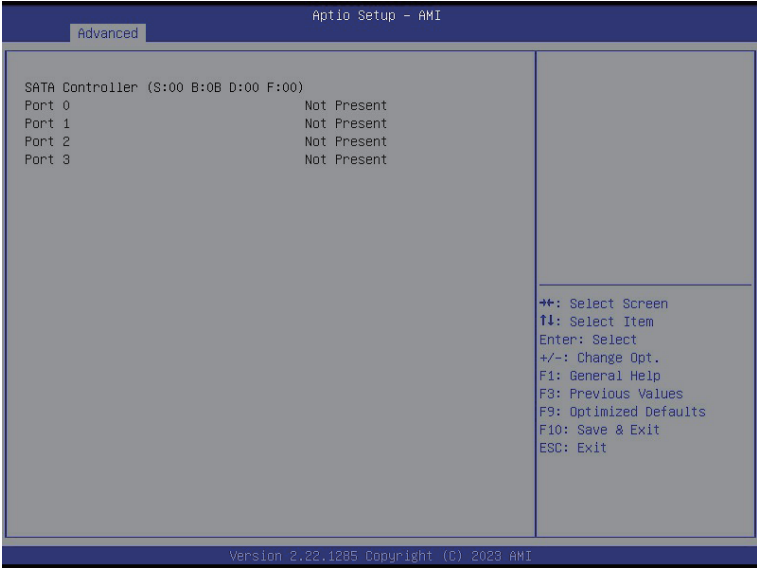 Aptio Setup – AMI
Advanced
SATA Controller (S:00 B:0B D:00 F:00)
Port 0 Not Present
Port 1 Not Present
Port 2 Not Present
Port 3 Not Present
→←: Select Screen
↑↓: Select Item
Enter: Select
+/-: Change Opt.
F1: General Help
F3: Previous Values
F9: Optimized Defaults
F10: Save & Exit
ESC: Exit
Version 2.22.1285 Copyright (C) 2023 AMI